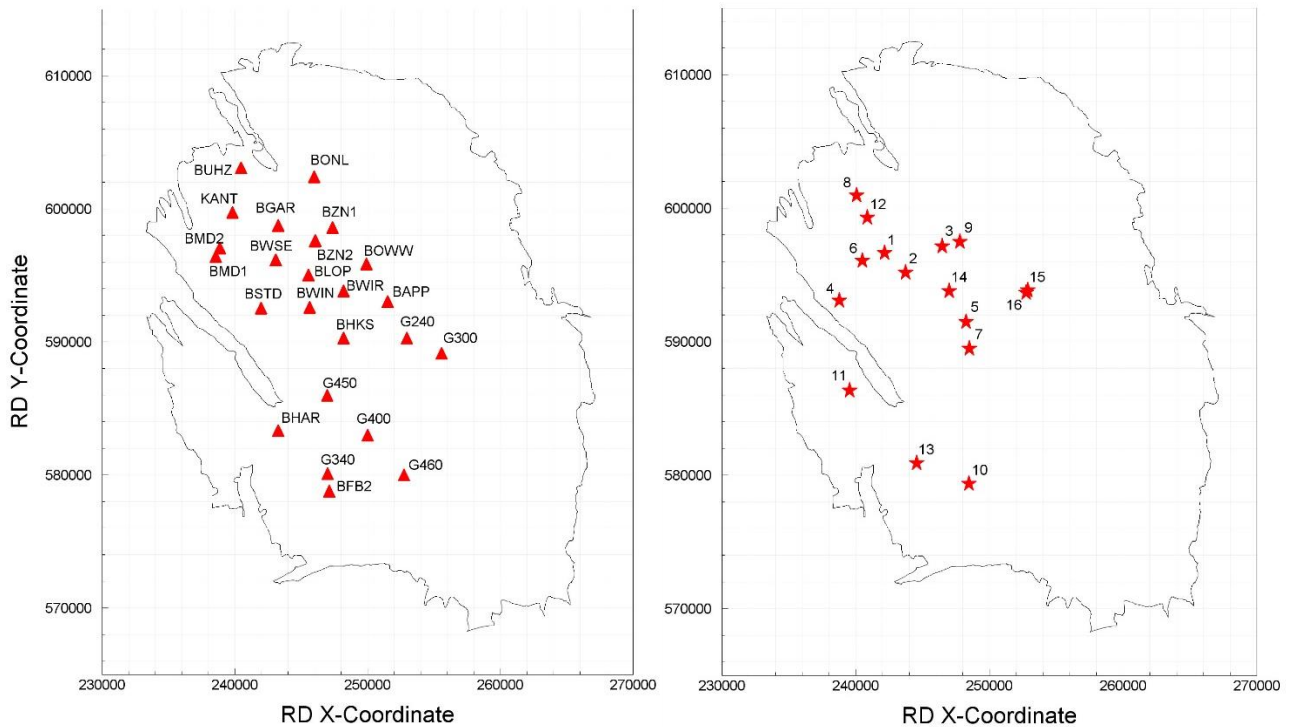 610000
BUHZ
BONL
600000
KANT
BGAR
BZN1
BMD2
BWSE
BZN2
BOWW
BMD1
BLOP
BSTD
BWIN
BWIR
BAPP
590000
BHKS
G240
G300
G450
BHAR
G400
580000
G340
G460
BFB2
570000
230000 240000 250000 260000 270000
RD X-Coordinate
RD Y-Coordinate
610000
8
600000
12
1
3
9
6
2
4
14
15
16
5
590000
7
11
13
580000
10
570000
230000 240000 250000 260000 270000
RD X-Coordinate